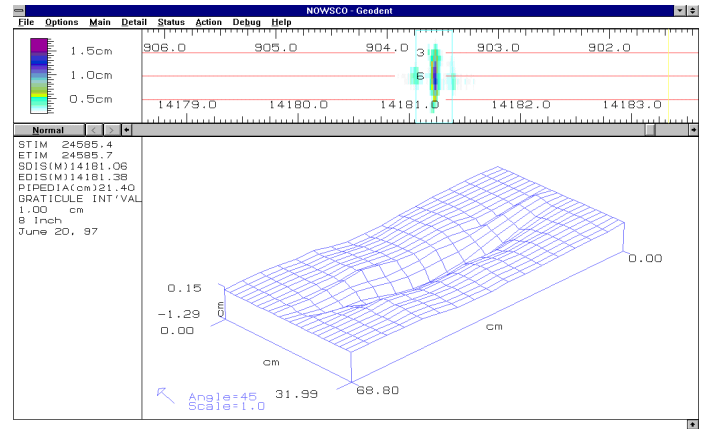 NOWSCO - Geodent
File Options Main Detail Status Action Debug Help
1.5cm
1.0cm
0.5cm
906.0 905.0 904.0 903.0 902.0
3
6
14179.0 14180.0 14181.0 14182.0 14183.0
Normal < >
STIM 24585.4
ETIM 24585.7
SDIS(M)14181.06
EDIS(M)14181.38
PIPEDIA(cm)21.40
GRATICULE INT'VAL
1.00 cm
8 Inch
June 20, 97
0.00
0.15
-1.29
cm
0.00
cm
cm
31.99
68.80
Angle=45
Scale=1.0